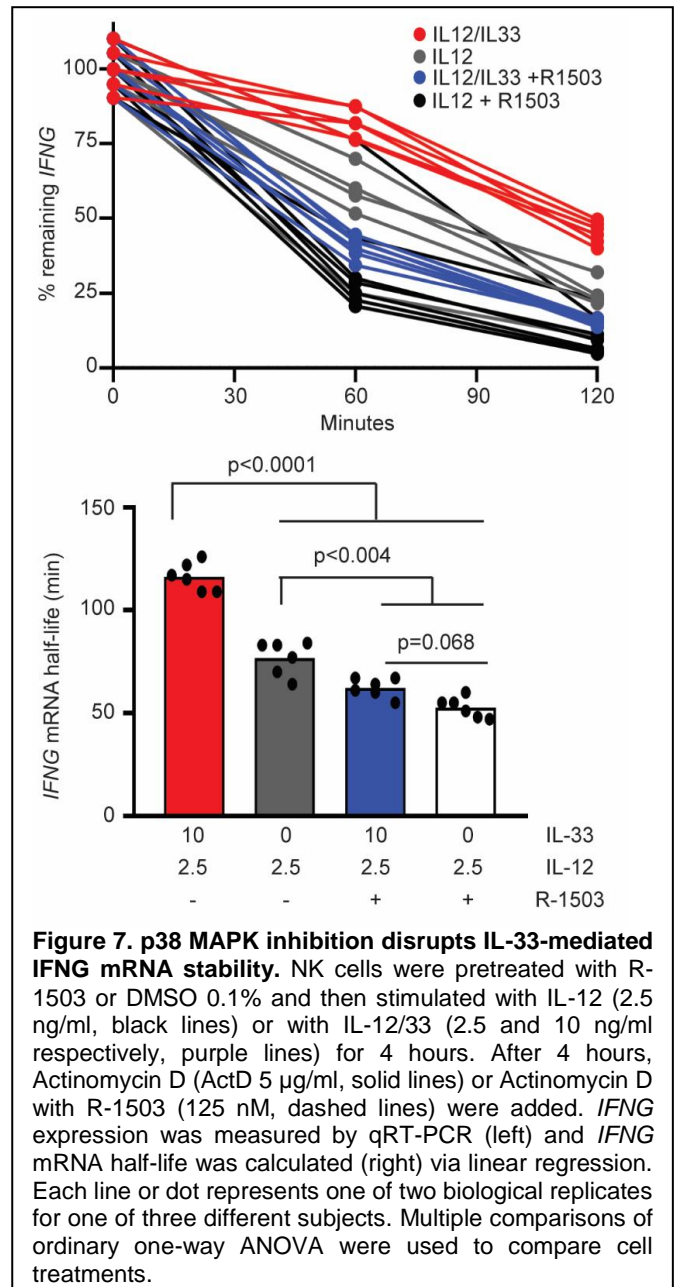 IL12/IL33
IL12
IL12/IL33 +R1503
IL12 + R1503
% remaining IFNG
100
75
50
25
0
0 30 60 90 120
Minutes
p<0.0001
p<0.004
p=0.068
IFNG mRNA half-life (min)
150
100
50
0
10 0 10 0 IL-33
2.5 2.5 2.5 2.5 IL-12
- - + + R-1503
Figure 7. p38 MAPK inhibition disrupts IL-33-mediated
IFNG mRNA stability. NK cells were pretreated with R-
1503 or DMSO 0.1% and then stimulated with IL-12 (2.5
ng/ml, black lines) or with IL-12/33 (2.5 and 10 ng/ml
respectively, purple lines) for 4 hours. After 4 hours,
Actinomycin D (ActD 5 µg/ml, solid lines) or Actinomycin D
with R-1503 (125 nM, dashed lines) were added. IFNG
expression was measured by qRT-PCR (left) and IFNG
mRNA half-life was calculated (right) via linear regression.
Each line or dot represents one of two biological replicates
for one of three different subjects. Multiple comparisons of
ordinary one-way ANOVA were used to compare cell
treatments.